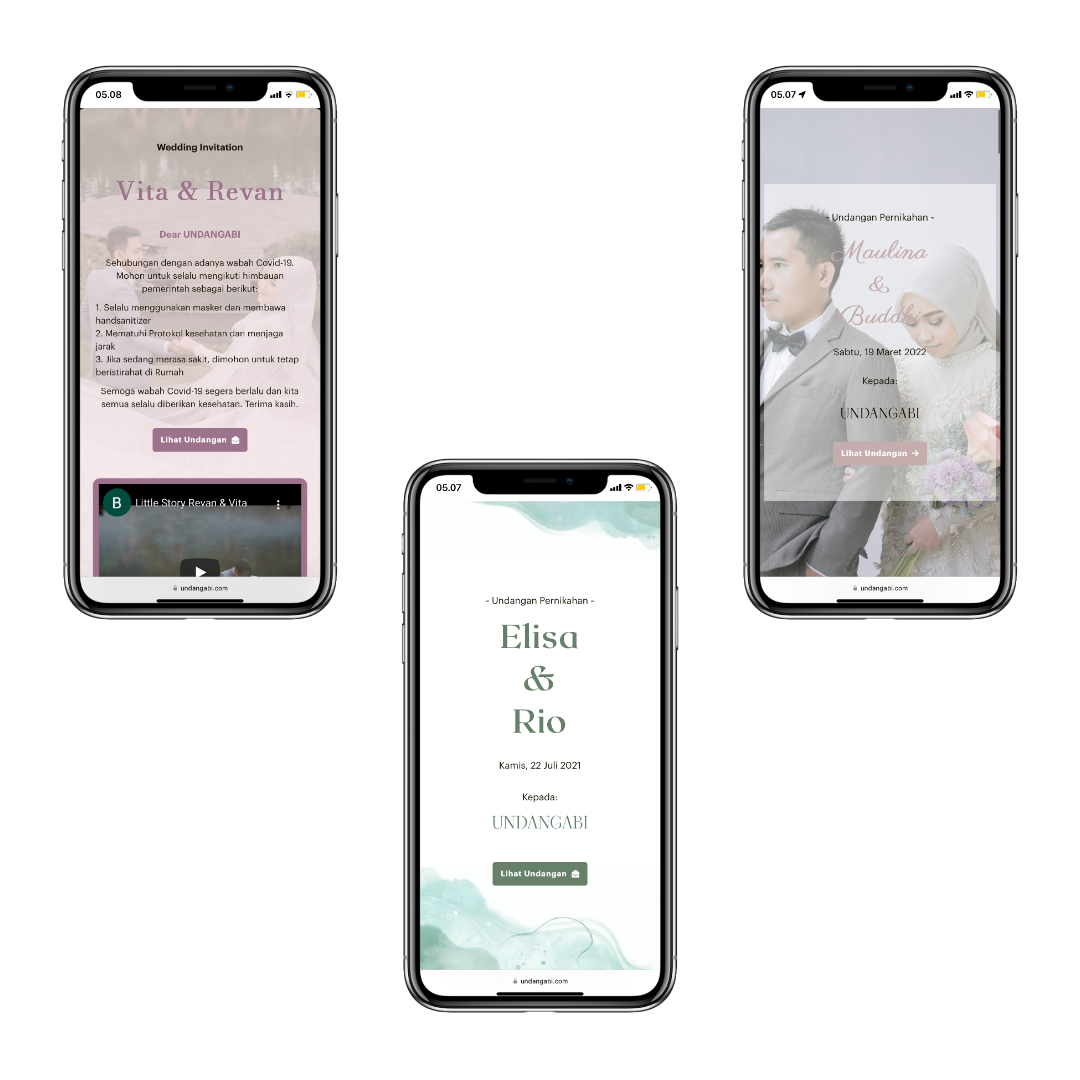 05.08
Wedding Invitation
Vita & Revan
Dear UNDANGABI
Sehubungan dengan adanya wabah Covid-19.
Mohon untuk selalu mengikuti himbauan
pemerintah sebagai berikut:
1. Selalu menggunakan masker dan membawa
handsanitizer
2. Mematuhi Protokol kesehatan dan menjaga
jarak
3. Jika sedang merasa sakit, dimohon untuk tetap
beristirahat di Rumah
Semoga wabah Covid-19 segera berlalu dan kita
semua selalu diberikan kesehatan. Terima kasih.
Lihat Undangan
B Little Story Revan & Vita
undangabi.com
05.07
- Undangan Pernikahan -
Elisa
&
Rio
Kamis, 22 Juli 2021
Kepada:
UNDANGABI
Lihat Undangan
undangabi.com
05.07
- Undangan Pernikahan -
Maulina
&
Buddhi
Sabtu, 19 Maret 2022
Kepada:
UNDANGABI
Lihat Undangan
undangabi.com